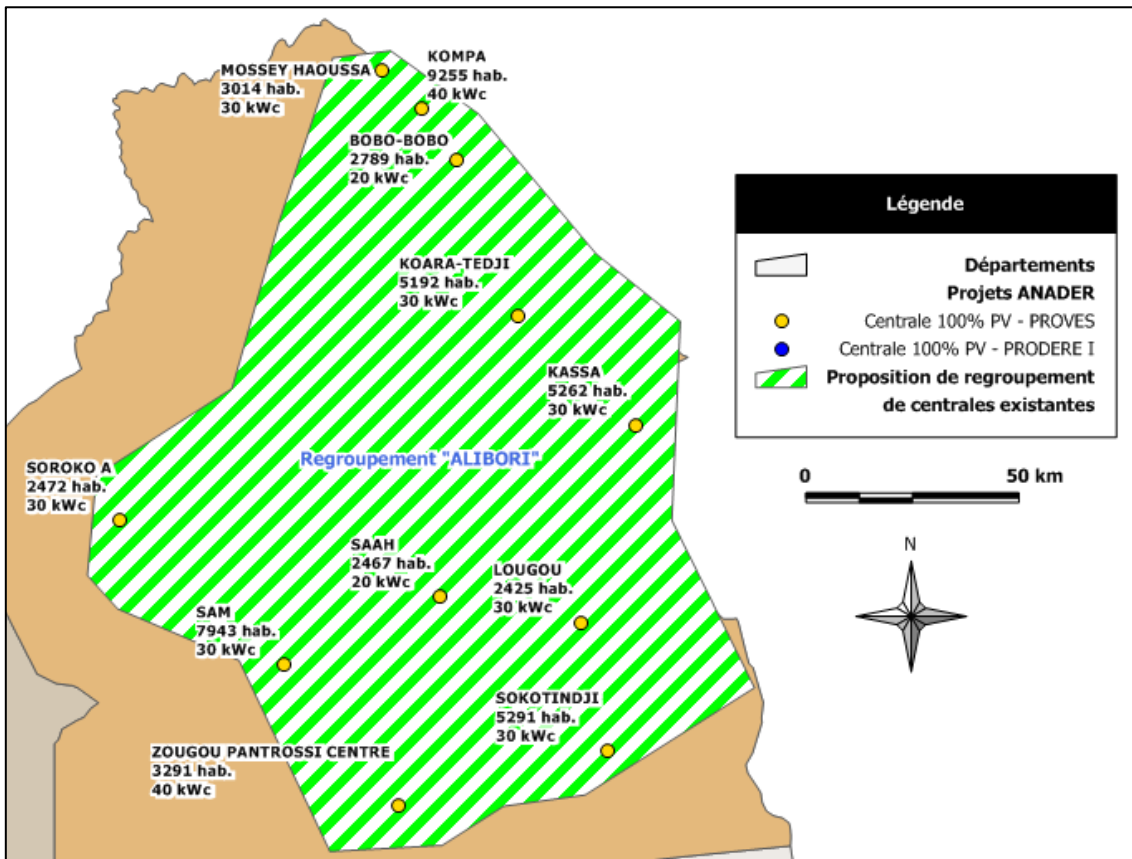 KOMPA
9255 hab.
40 kWc
MOSSEY HAOUSSA
3014 hab.
30 kWc
BOBO-BOBO
2789 hab.
20 kWc
KOARA-TEDJI
5192 hab.
30 kWc
KASSA
5262 hab.
30 kWc
Regroupement "ALIBORI"
SOROKO A
2472 hab.
30 kWc
SAAH
2467 hab.
20 kWc
LOUGOU
2425 hab.
30 kWc
SAM
7943 hab.
30 kWc
SOKOTINDJI
5291 hab.
30 kWc
ZOUGOU PANTROSSI CENTRE
3291 hab.
40 kWc
Légende
Départements
Projets ANADER
Centrale 100% PV - PROVES
Centrale 100% PV - PRODERE I
Proposition de regroupement
de centrales existantes
0 50 km
N